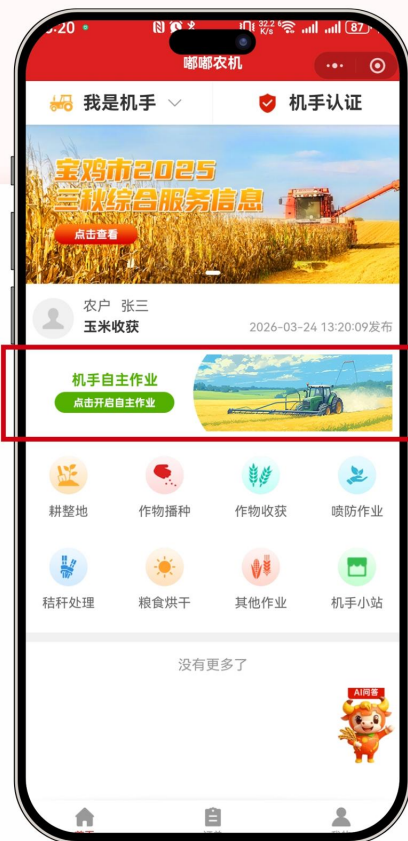 :20
32.2 K/s
87
嘟嘟农机
我是机手
机手认证
宝鸡市2025
三秋综合服务信息
点击查看
农户 张三
玉米收获
2026-03-24 13:20:09发布
机手自主作业
点击开启自主作业
耕整地
作物播种
作物收获
喷防作业
秸秆处理
粮食烘干
其他作业
机手小站
没有更多了
AI问答